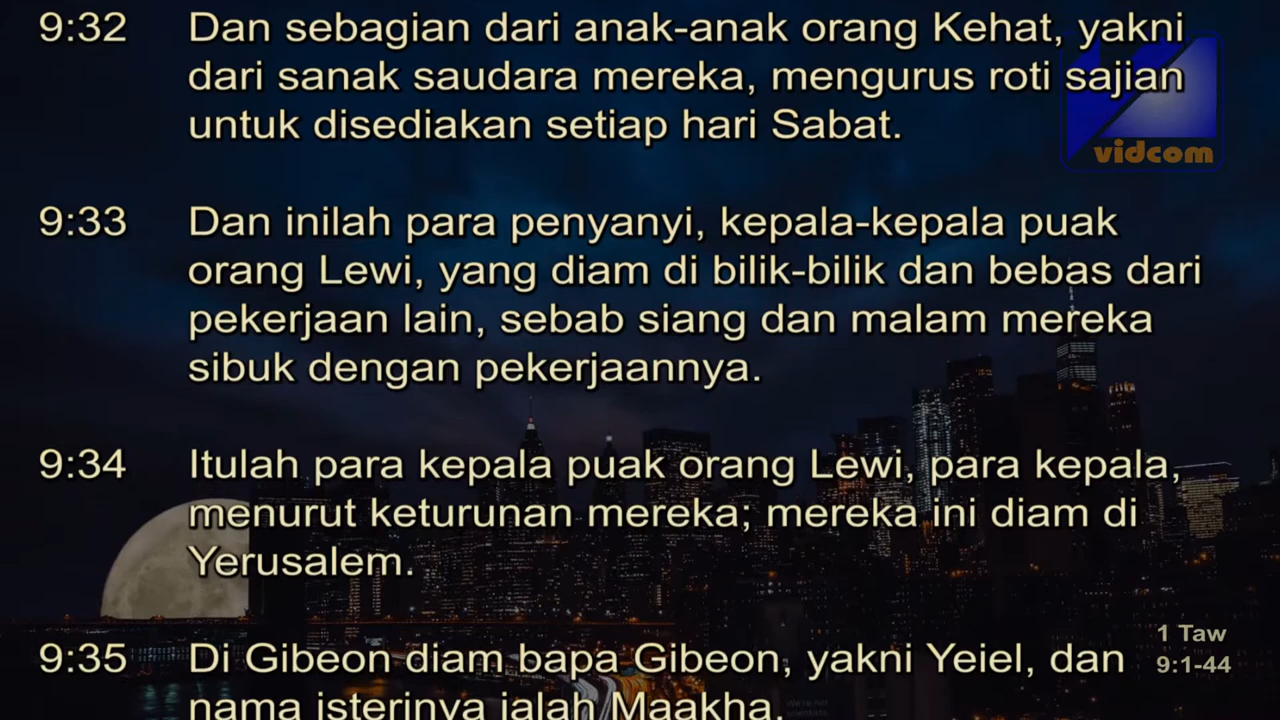 9:32 Dan sebagian dari anak-anak orang Kehat, yakni
dari sanak saudara mereka, mengurus roti sajian
untuk disediakan setiap hari Sabat.
vidcom
9:33 Dan inilah para penyanyi, kepala-kepala puak
orang Lewi, yang diam di bilik-bilik dan bebas dari
pekerjaan lain, sebab siang dan malam mereka
sibuk dengan pekerjaannya.
9:34 Itulah para kepala puak orang Lewi, para kepala,
menurut keturunan mereka; mereka ini diam di
Yerusalem.
9:35 Di Gibeon diam bapa Gibeon, yakni Yeiel, dan
nama isterinya ialah Maakha.
1 Taw
9:1-44